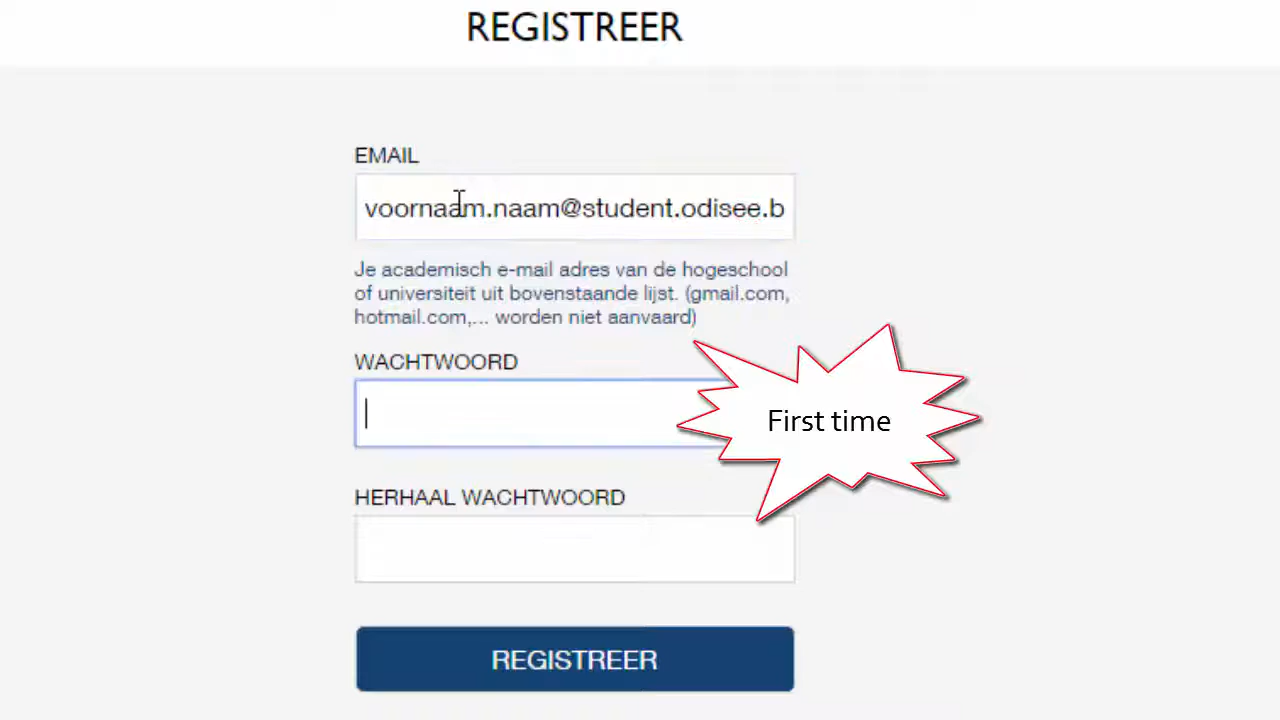 REGISTREER
EMAIL
voornaam.naam@student.odisee.b
Je academisch e-mail adres van de hogeschool
of universiteit uit bovenstaande lijst. (gmail.com,
hotmail.com,... worden niet aanvaard)
WACHTWOORD
First time
HERHAAL WACHTWOORD
REGISTREER